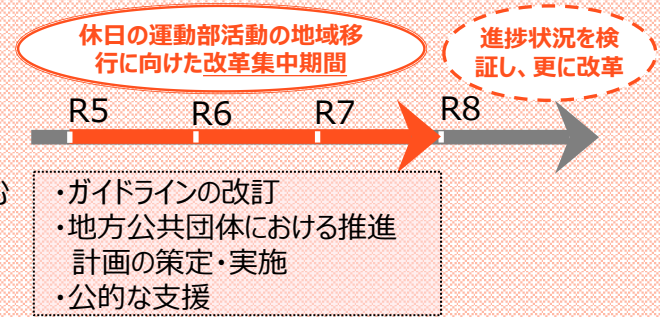 休日の運動部活動の地域移
行に向けた改革集中期間
進捗状況を検
証し、更に改革
R5
R6
R7
R8
む
・ガイドラインの改訂
・地方公共団体における推進
計画の策定・実施
・公的な支援